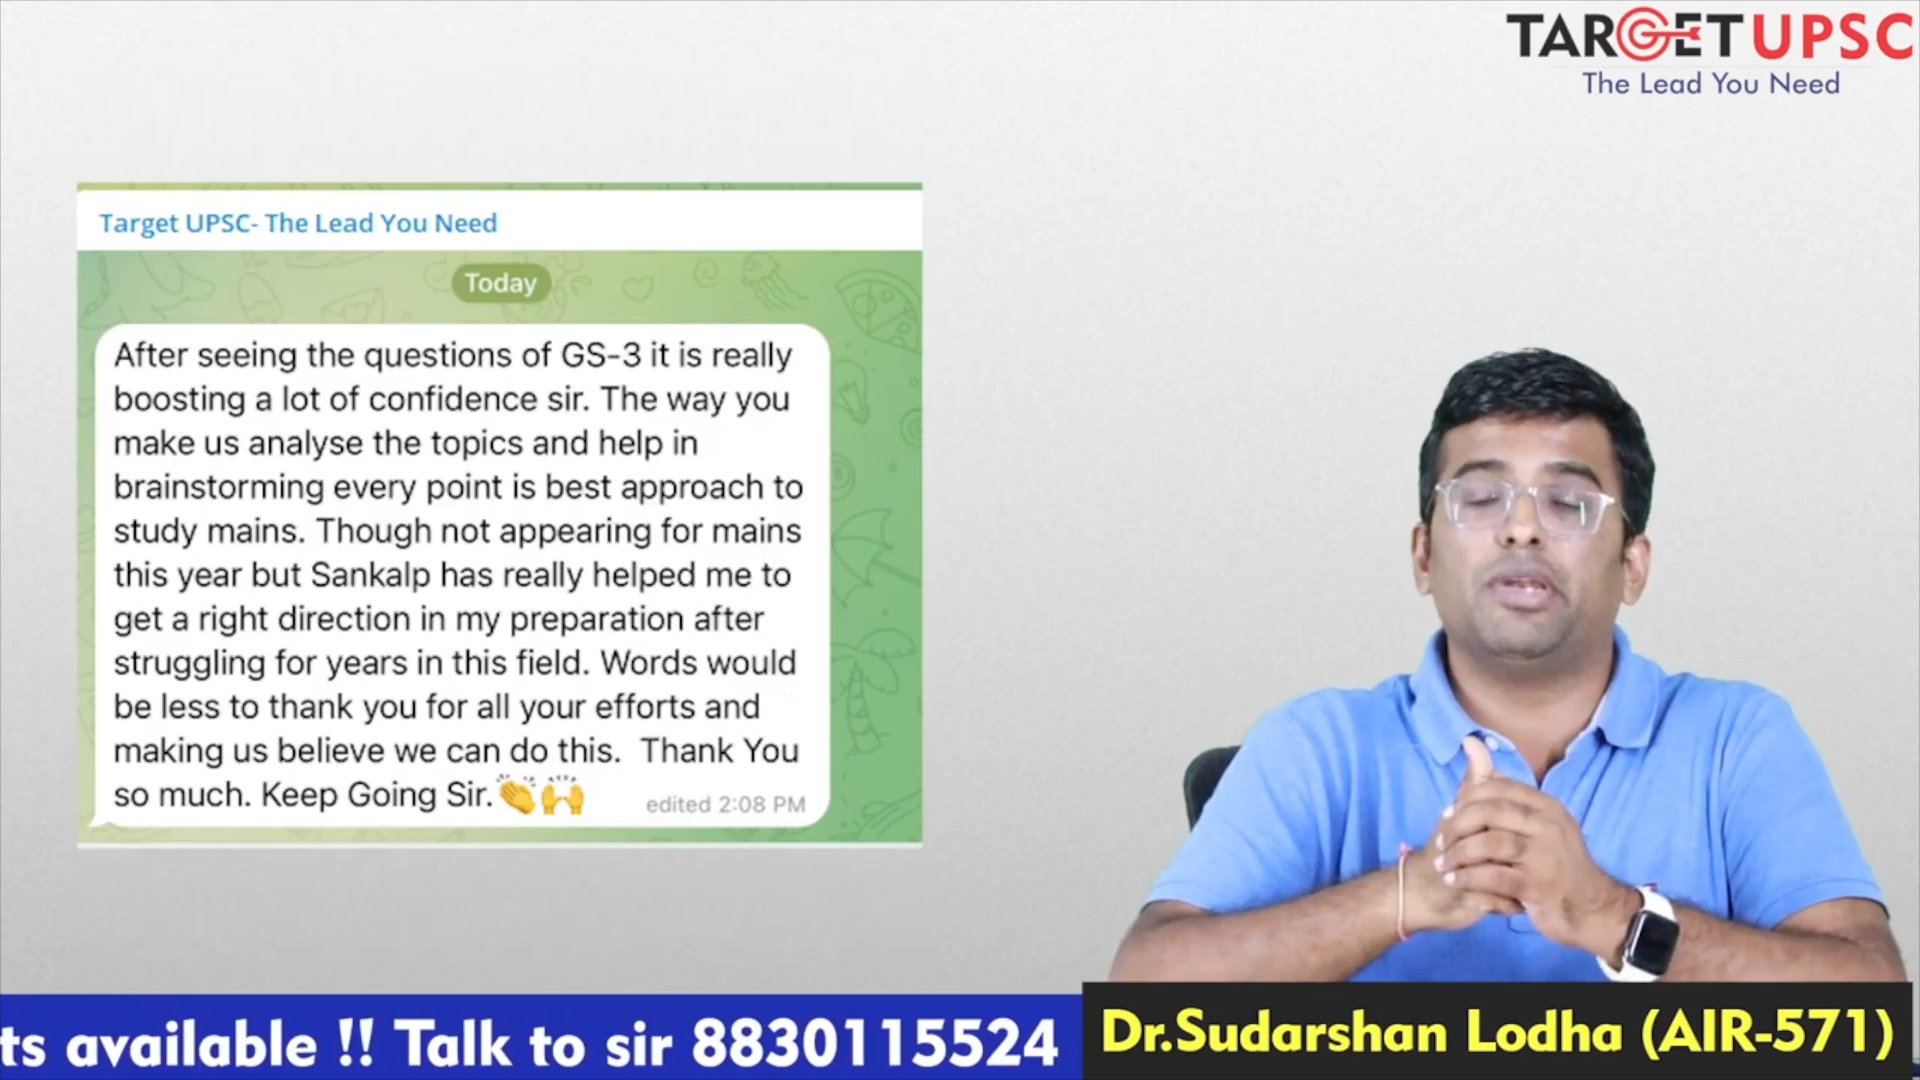 TARGET UPSC
The Lead You Need
Target UPSC- The Lead You Need
Today
After seeing the questions of GS-3 it is really
boosting a lot of confidence sir. The way you
make us analyse the topics and help in
brainstorming every point is best approach to
study mains. Though not appearing for mains
this year but Sankalp has really helped me to
get a right direction in my preparation after
struggling for years in this field. Words would
be less to thank you for all your efforts and
making us believe we can do this.  Thank You
so much. Keep Going Sir.👏🙌
edited 2:08 PM
ts available !! Talk to sir 8830115524
Dr.Sudarshan Lodha (AIR-571)